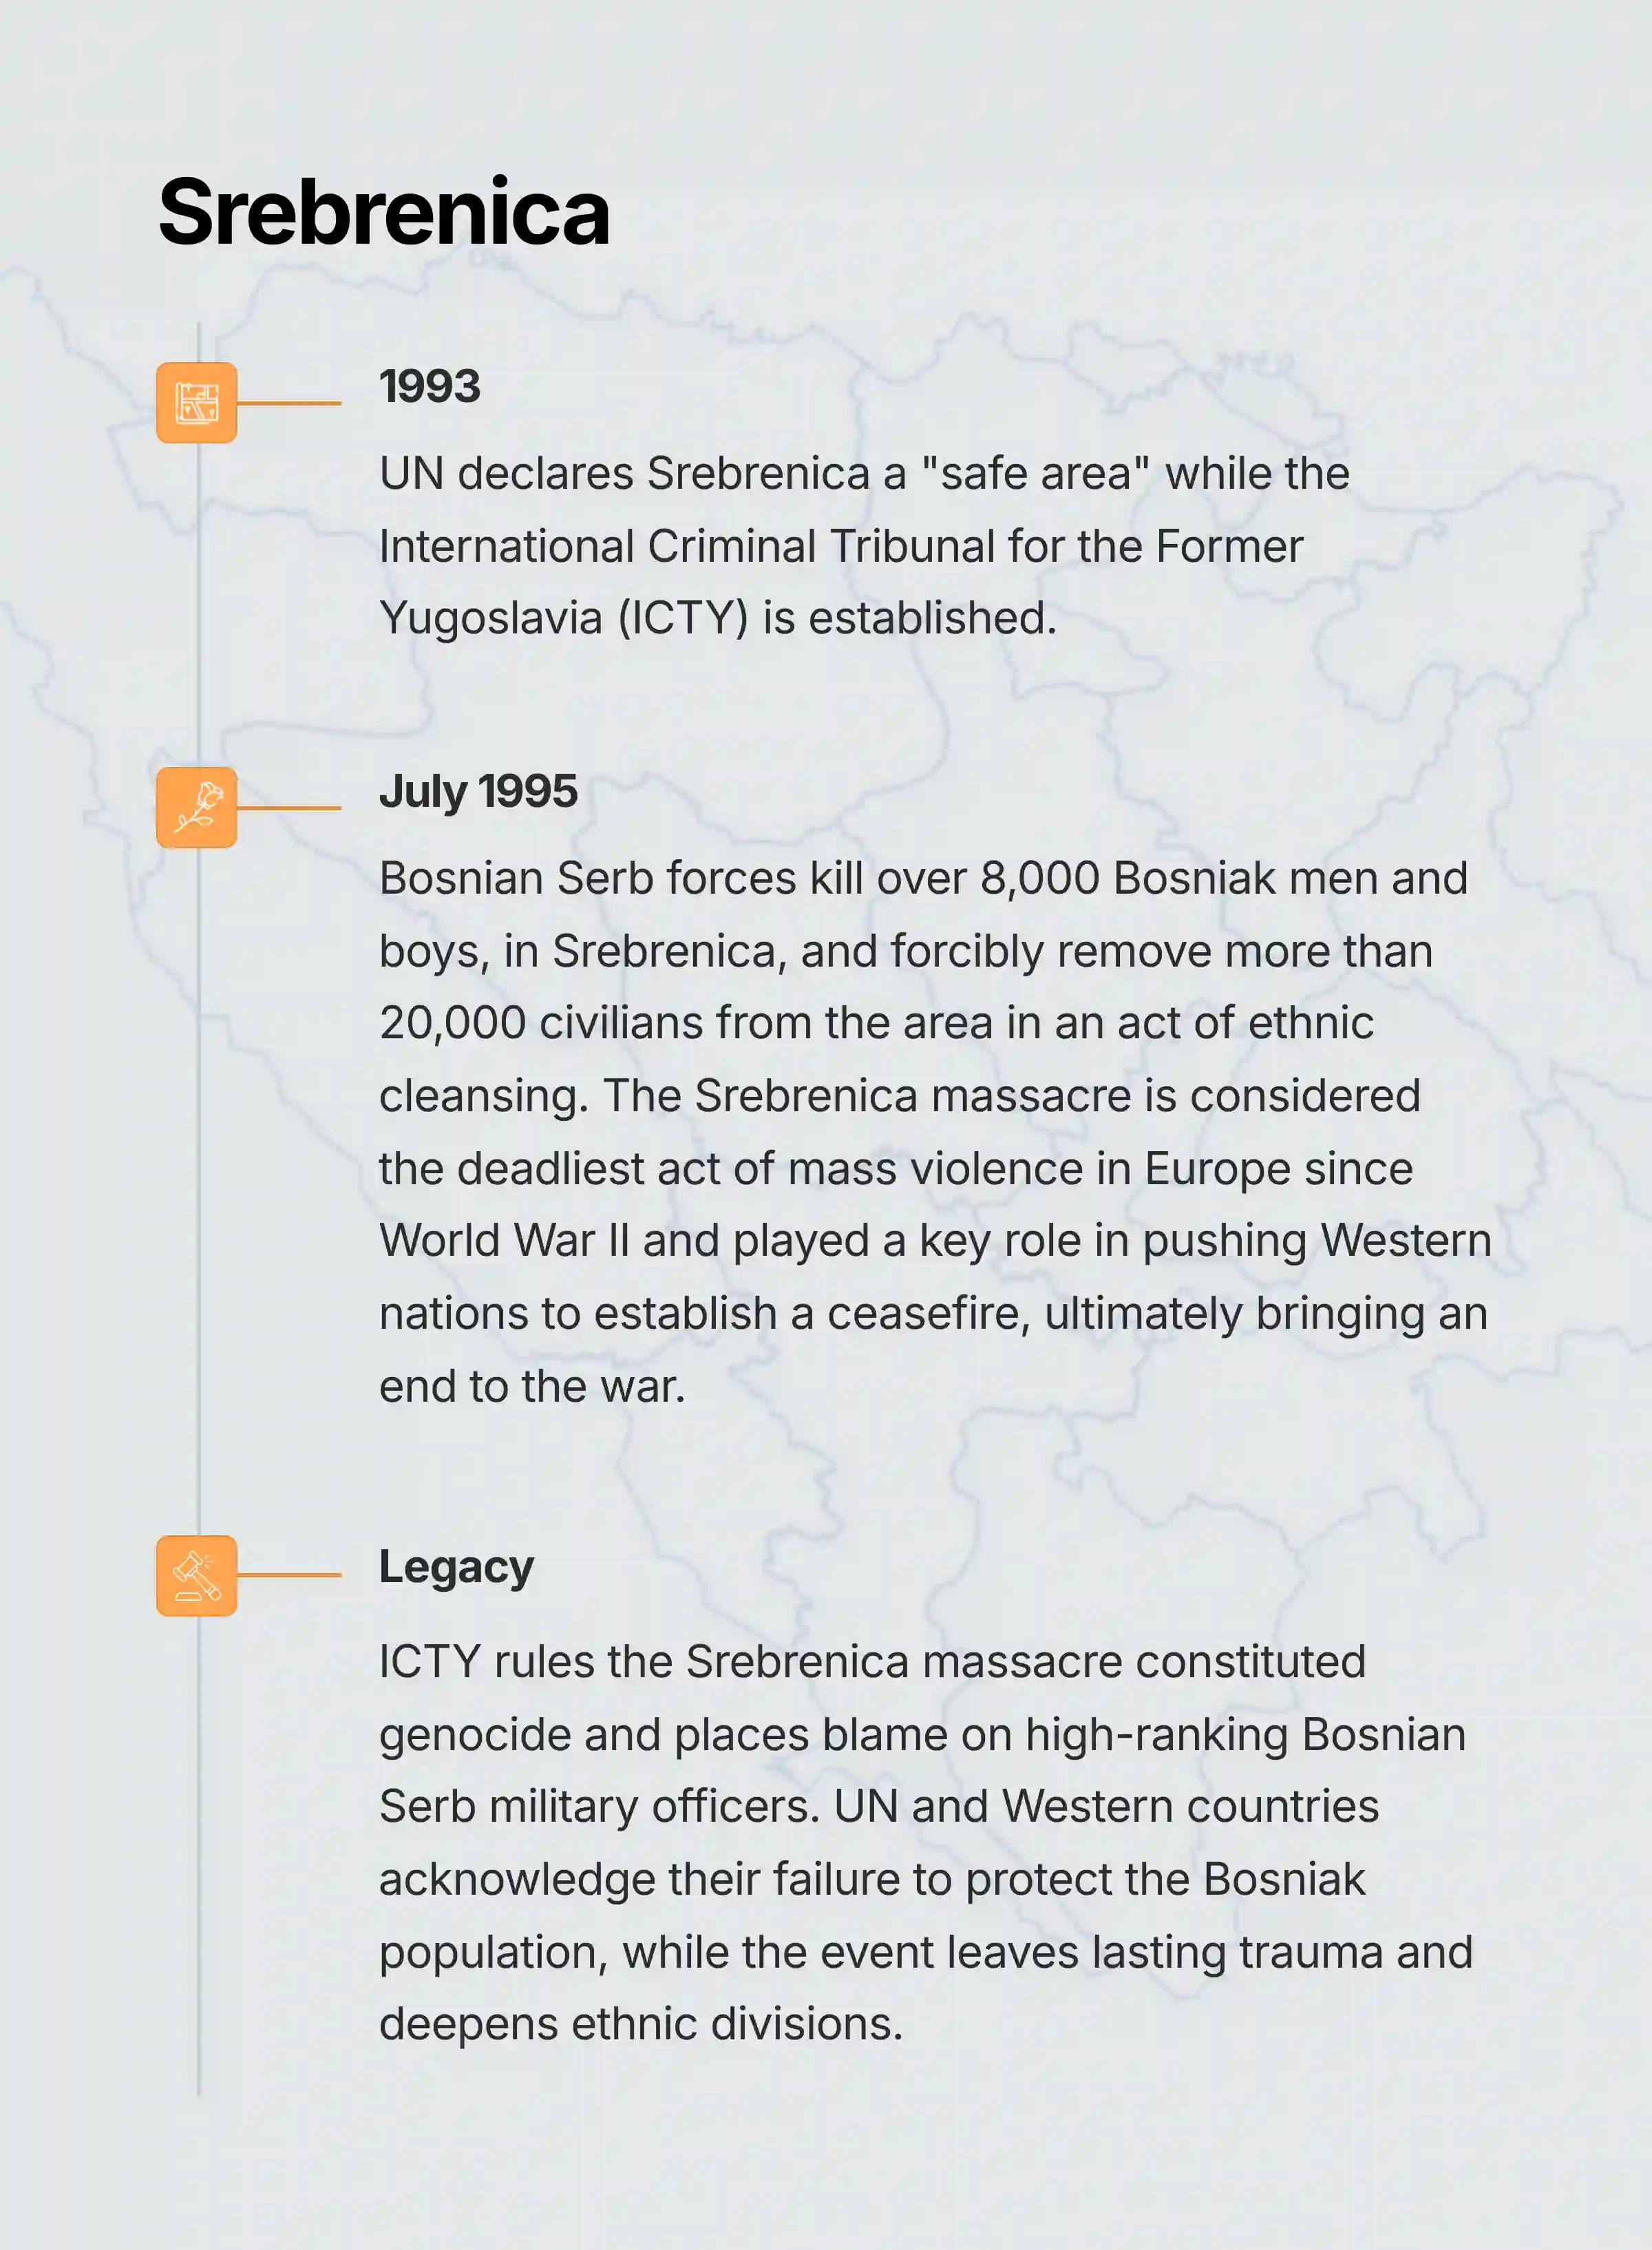 Srebrenica
1993
UN declares Srebrenica a "safe area" while the
International Criminal Tribunal for the Former
Yugoslavia (ICTY) is established.
July 1995
Bosnian Serb forces kill over 8,000 Bosniak men and
boys, in Srebrenica, and forcibly remove more than
20,000 civilians from the area in an act of ethnic
cleansing. The Srebrenica massacre is considered
the deadliest act of mass violence in Europe since
World War II and played a key role in pushing Western
nations to establish a ceasefire, ultimately bringing an
end to the war.
Legacy
ICTY rules the Srebrenica massacre constituted
genocide and places blame on high-ranking Bosnian
Serb military officers. UN and Western countries
acknowledge their failure to protect the Bosniak
population, while the event leaves lasting trauma and
deepens ethnic divisions.